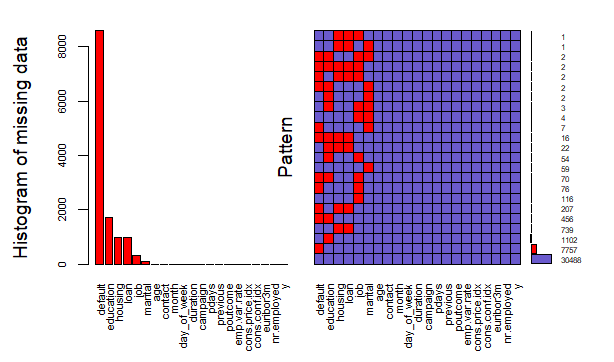 Histogram of missing data
0
2000
4000
6000
8000
default
education
housing
loan
job
marital
age
contact
month
day_of_week
duration
campaign
pdays
previous
poutcome
emp.var.rate
cons.price.idx
cons.conf.idx
euribor3m
nr.employed
y
Pattern
default
education
housing
loan
job
marital
age
contact
month
day_of_week
duration
campaign
pdays
previous
poutcome
emp.var.rate
cons.price.idx
cons.conf.idx
euribor3m
nr.employed
y
1
1
2
2
2
2
2
3
4
7
16
22
54
59
70
76
116
207
456
739
1102
7757
30488